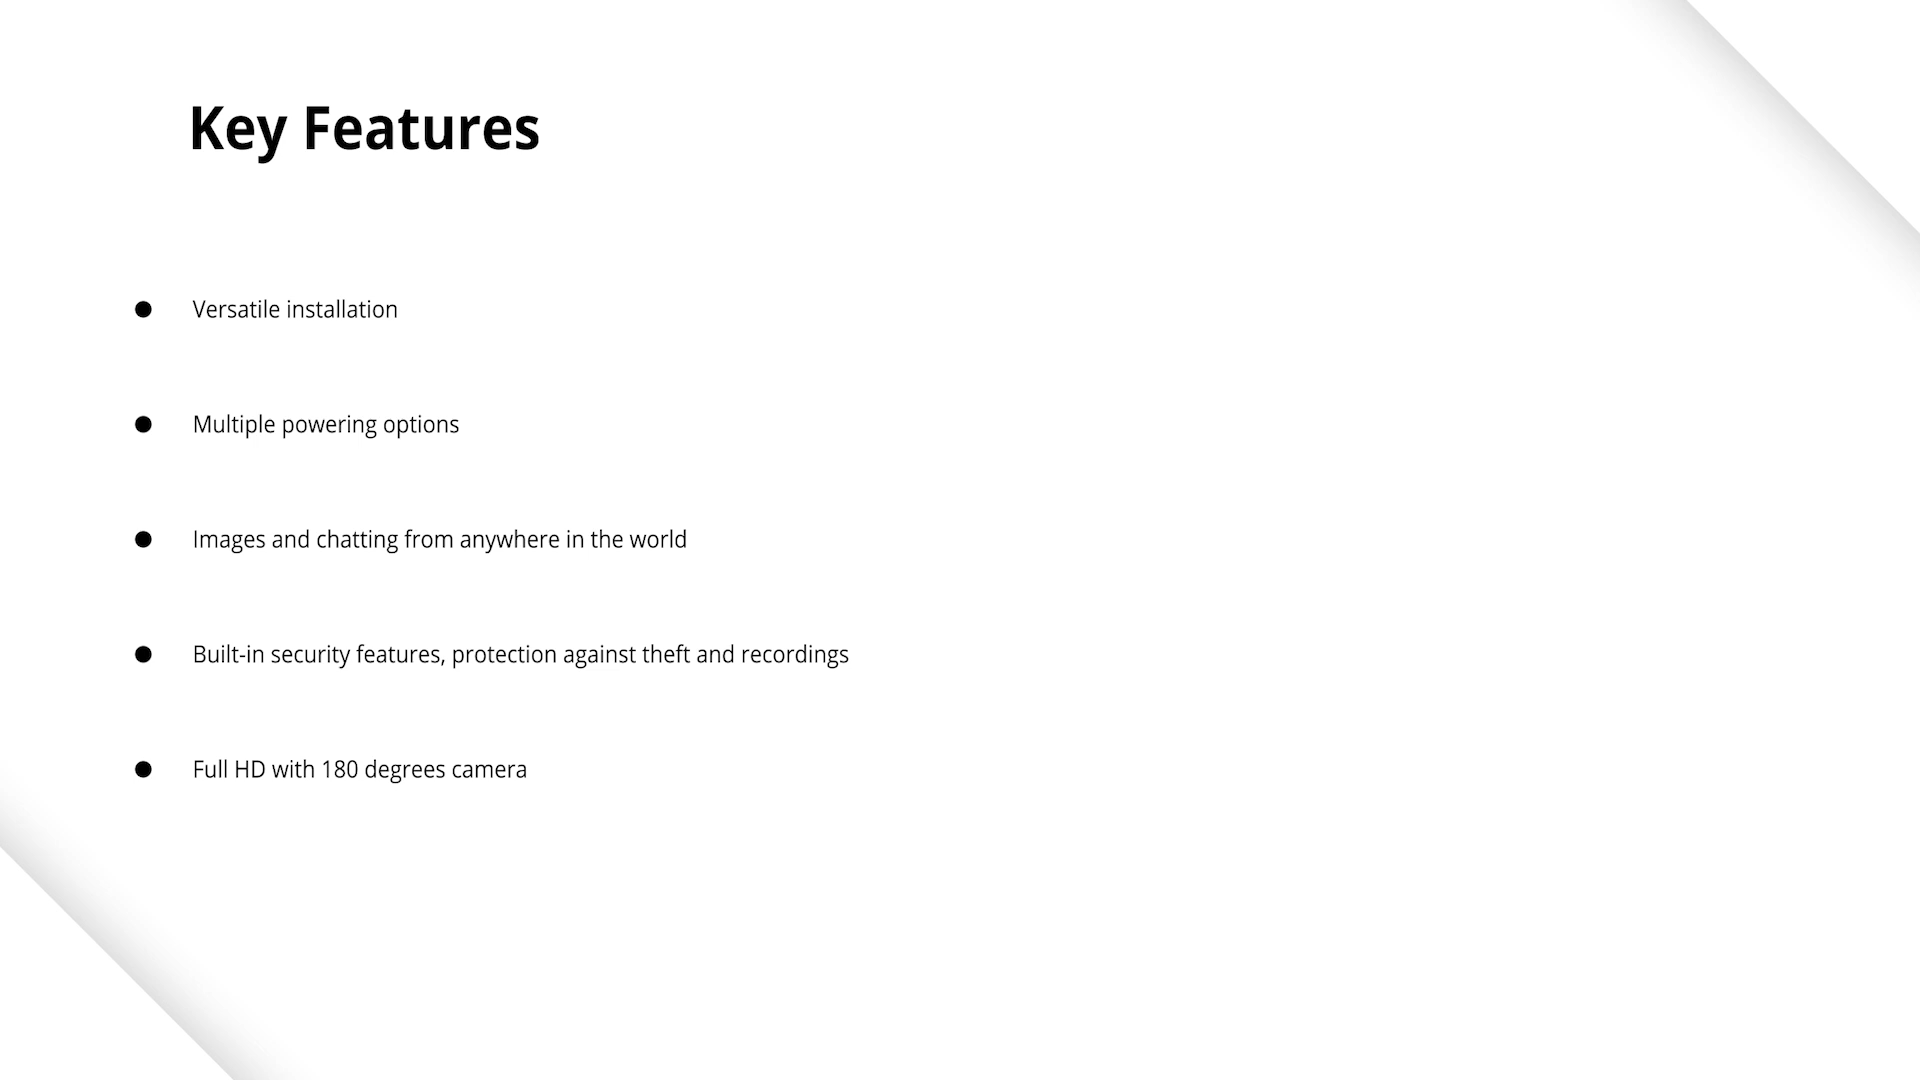 Key Features
● Versatile installation
● Multiple powering options
● Images and chatting from anywhere in the world
● Built-in security features, protection against theft and recordings
● Full HD with 180 degrees camera